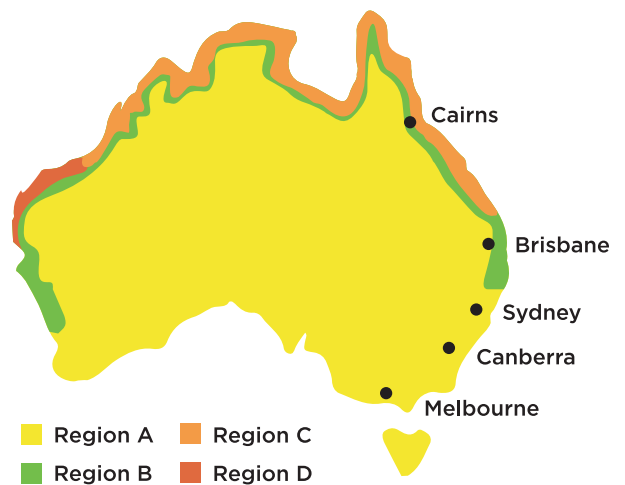 Cairns
Brisbane
Sydney
Canberra
Melbourne
Region A
Region C
Region B
Region D